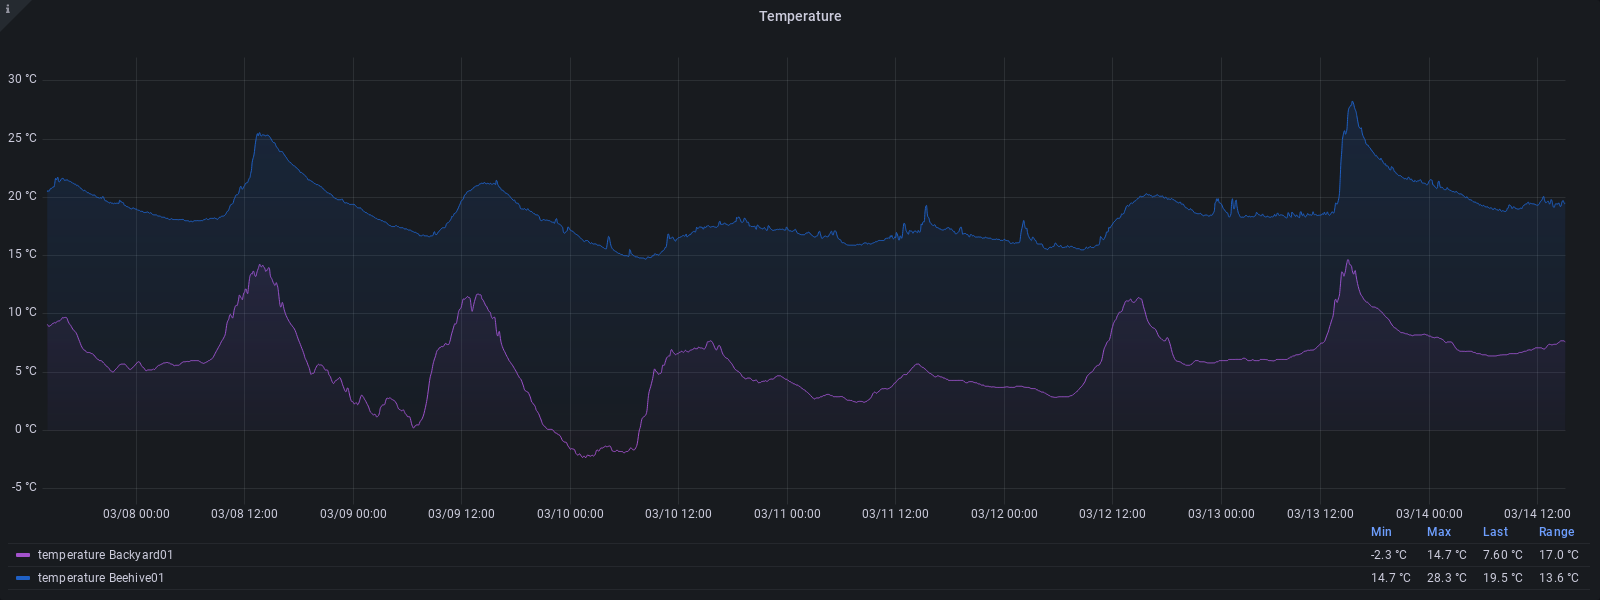 i
Temperature
30 °C
25 °C
20 °C
15 °C
10 °C
5 °C
0 °C
-5 °C
03/08 00:00 03/08 12:00 03/09 00:00 03/09 12:00 03/10 00:00 03/10 12:00 03/11 00:00 03/11 12:00 03/12 00:00 03/12 12:00 03/13 00:00 03/13 12:00 03/14 00:00 03/14 12:00
Min Max Last Range
temperature Backyard01 -2.3 °C 14.7 °C 7.60 °C 17.0 °C
temperature Beehive01 14.7 °C 28.3 °C 19.5 °C 13.6 °C